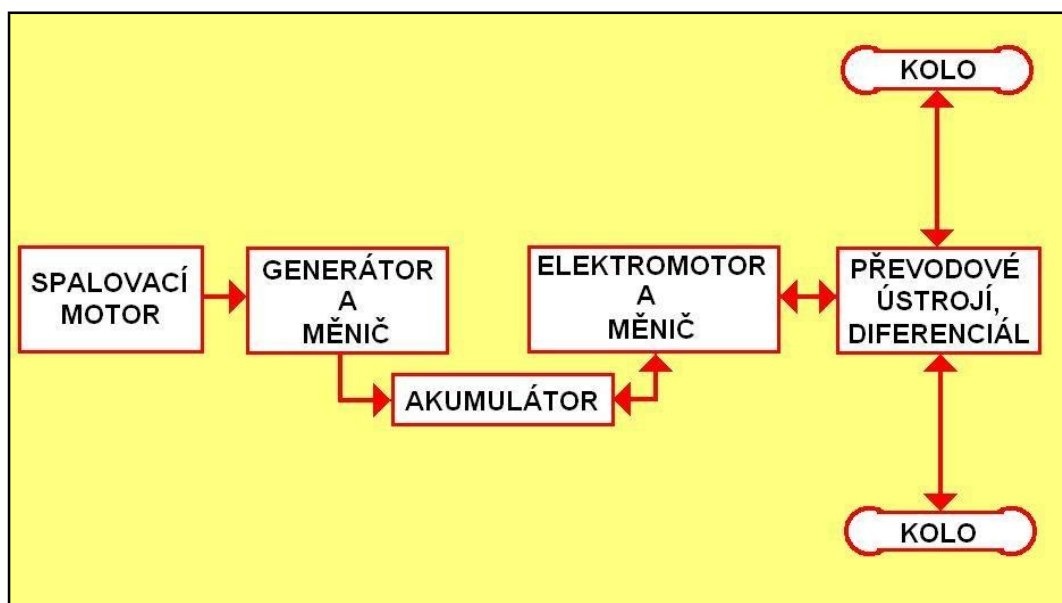 KOLO
SPALOVACÍ
MOTOR
GENERÁTOR
A
MĚNIČ
ELEKTROMOTOR
A
MĚNIČ
PŘEVODOVÉ
ÚSTROJÍ,
DIFERENCIÁL
AKUMULÁTOR
KOLO